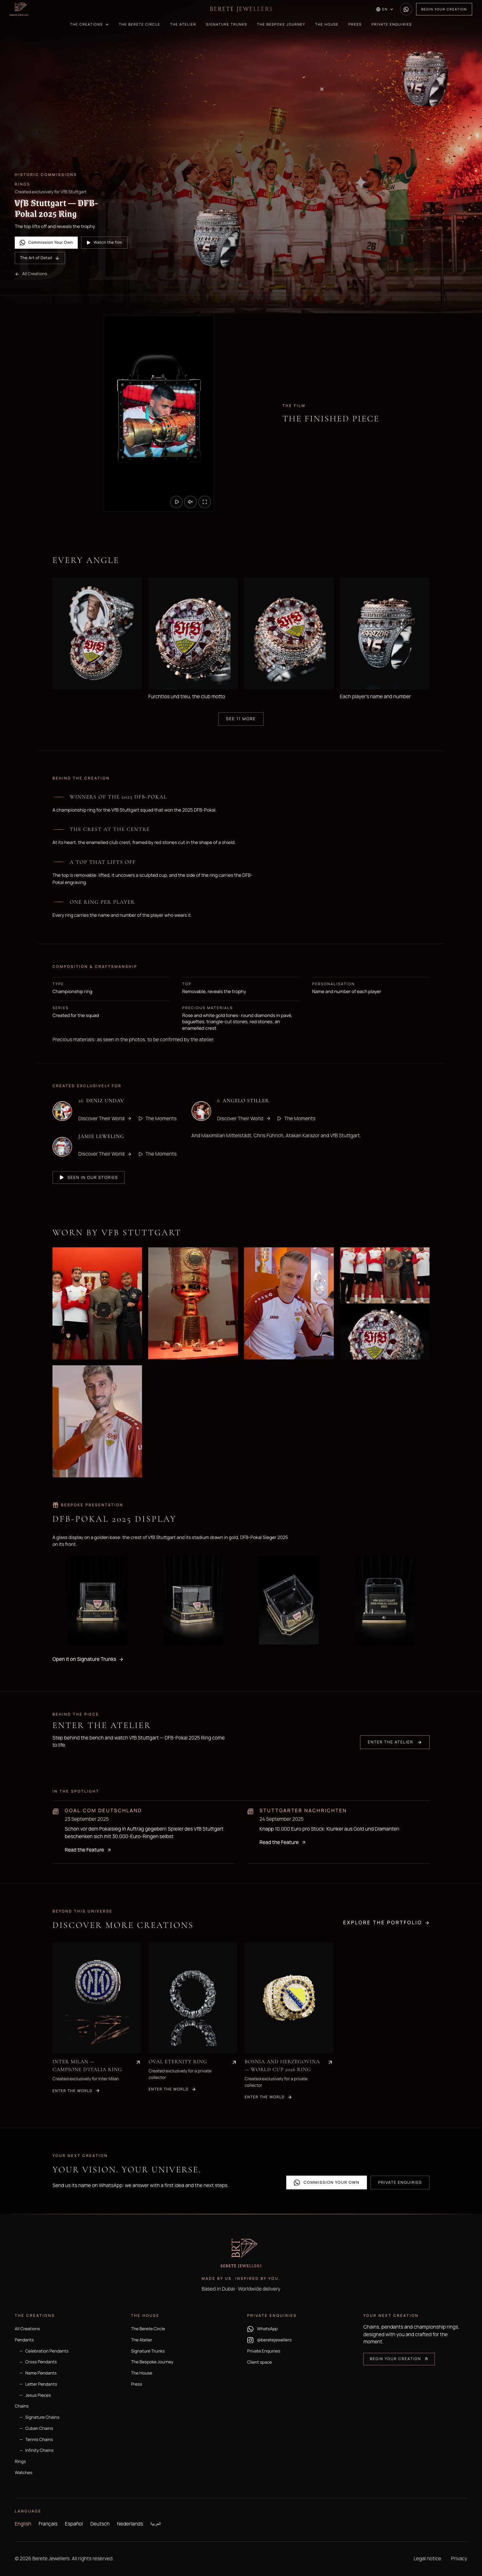 BERETE JEWELLERS
EN
BEGIN YOUR CREATION
THE CREATIONS
THE BERETE CIRCLE
THE ATELIER
SIGNATURE TRUNKS
THE BESPOKE JOURNEY
THE HOUSE
PRESS
PRIVATE ENQUIRIES
HISTORIC COMMISSIONS
RINGS
Created exclusively for VfB Stuttgart
VfB Stuttgart — DFB-
Pokal 2025 Ring
The top lifts off and reveals the trophy.
Commission Your Own
Watch the film
The Art of Detail
All Creations
THE FILM
THE FINISHED PIECE
EVERY ANGLE
Furchtlos und treu, the club motto
Each player's name and number
SEE 11 MORE
BEHIND THE CREATION
WINNERS OF THE 2025 DFB-POKAL
A championship ring for the VfB Stuttgart squad that won the 2025 DFB-Pokal.
THE CREST AT THE CENTRE
At its heart, the enamelled club crest, framed by red stones cut in the shape of a shield.
A TOP THAT LIFTS OFF
The top is removable: lifted, it uncovers a sculpted cup, and the side of the ring carries the DFB-
Pokal engraving.
ONE RING PER PLAYER
Every ring carries the name and number of the player who wears it.
COMPOSITION & CRAFTSMANSHIP
TYPE
Championship ring
TOP
Removable, reveals the trophy
PERSONALISATION
Name and number of each player
SERIES
Created for the squad
PRECIOUS MATERIALS
Rose and white gold tones · round diamonds in pavé,
baguettes, triangle-cut stones, red stones, an
enamelled crest
Precious materials: as seen in the photos, to be confirmed by the atelier.
CREATED EXCLUSIVELY FOR
26 DENIZ UNDAV
Discover Their World
The Moments
6 ANGELO STILLER
Discover Their World
The Moments
JAMIE LEWELING
Discover Their World
The Moments
And Maximilian Mittelstädt, Chris Führich, Atakan Karazor and VfB Stuttgart.
SEEN IN OUR STORIES
WORN BY VFB STUTTGART
BESPOKE PRESENTATION
DFB-POKAL 2025 DISPLAY
A glass display on a golden base: the crest of VfB Stuttgart and its stadium drawn in gold, DFB-Pokal Sieger 2025
on its front.
Open it on Signature Trunks
BEHIND THE PIECE
ENTER THE ATELIER
Step behind the bench and watch VfB Stuttgart — DFB-Pokal 2025 Ring come
to life.
ENTER THE ATELIER
IN THE SPOTLIGHT
GOAL.COM DEUTSCHLAND
23 September 2025
Schon vor dem Pokalsieg in Auftrag gegeben! Spieler des VfB Stuttgart
beschenken sich mit 30.000-Euro-Ringen selbst
Read the Feature
STUTTGARTER NACHRICHTEN
24 September 2025
Knapp 10.000 Euro pro Stück: Klunker aus Gold und Diamanten
Read the Feature
BEYOND THIS UNIVERSE
DISCOVER MORE CREATIONS
EXPLORE THE PORTFOLIO
INTER MILAN —
CAMPIONE D'ITALIA RING
Created exclusively for Inter Milan
ENTER THE WORLD
OVAL ETERNITY RING
Created exclusively for a private
collector
ENTER THE WORLD
BOSNIA AND HERZEGOVINA
— WORLD CUP 2026 RING
Created exclusively for a private
collector
ENTER THE WORLD
YOUR NEXT CREATION
YOUR VISION. YOUR UNIVERSE.
Send us its name on WhatsApp: we answer with a first idea and the next steps.
COMMISSION YOUR OWN
PRIVATE ENQUIRIES
BRT
BERETE JEWELLERS
MADE BY US. INSPIRED BY YOU.
Based in Dubai · Worldwide delivery
THE CREATIONS
All Creations
Pendants
— Celebration Pendants
— Cross Pendants
— Name Pendants
— Letter Pendants
— Jesus Pieces
Chains
— Signature Chains
— Cuban Chains
— Tennis Chains
— Infinity Chains
Rings
Watches
THE HOUSE
The Berete Circle
The Atelier
Signature Trunks
The Bespoke Journey
The House
Press
PRIVATE ENQUIRIES
WhatsApp
@beretejewellers
Private Enquiries
Client space
YOUR NEXT CREATION
Chains, pendants and championship rings,
designed with you and crafted for the
moment.
BEGIN YOUR CREATION
LANGUAGE
English
Français
Español
Deutsch
Nederlands
العربية
© 2026 Berete Jewellers. All rights reserved.
Legal notice
Privacy